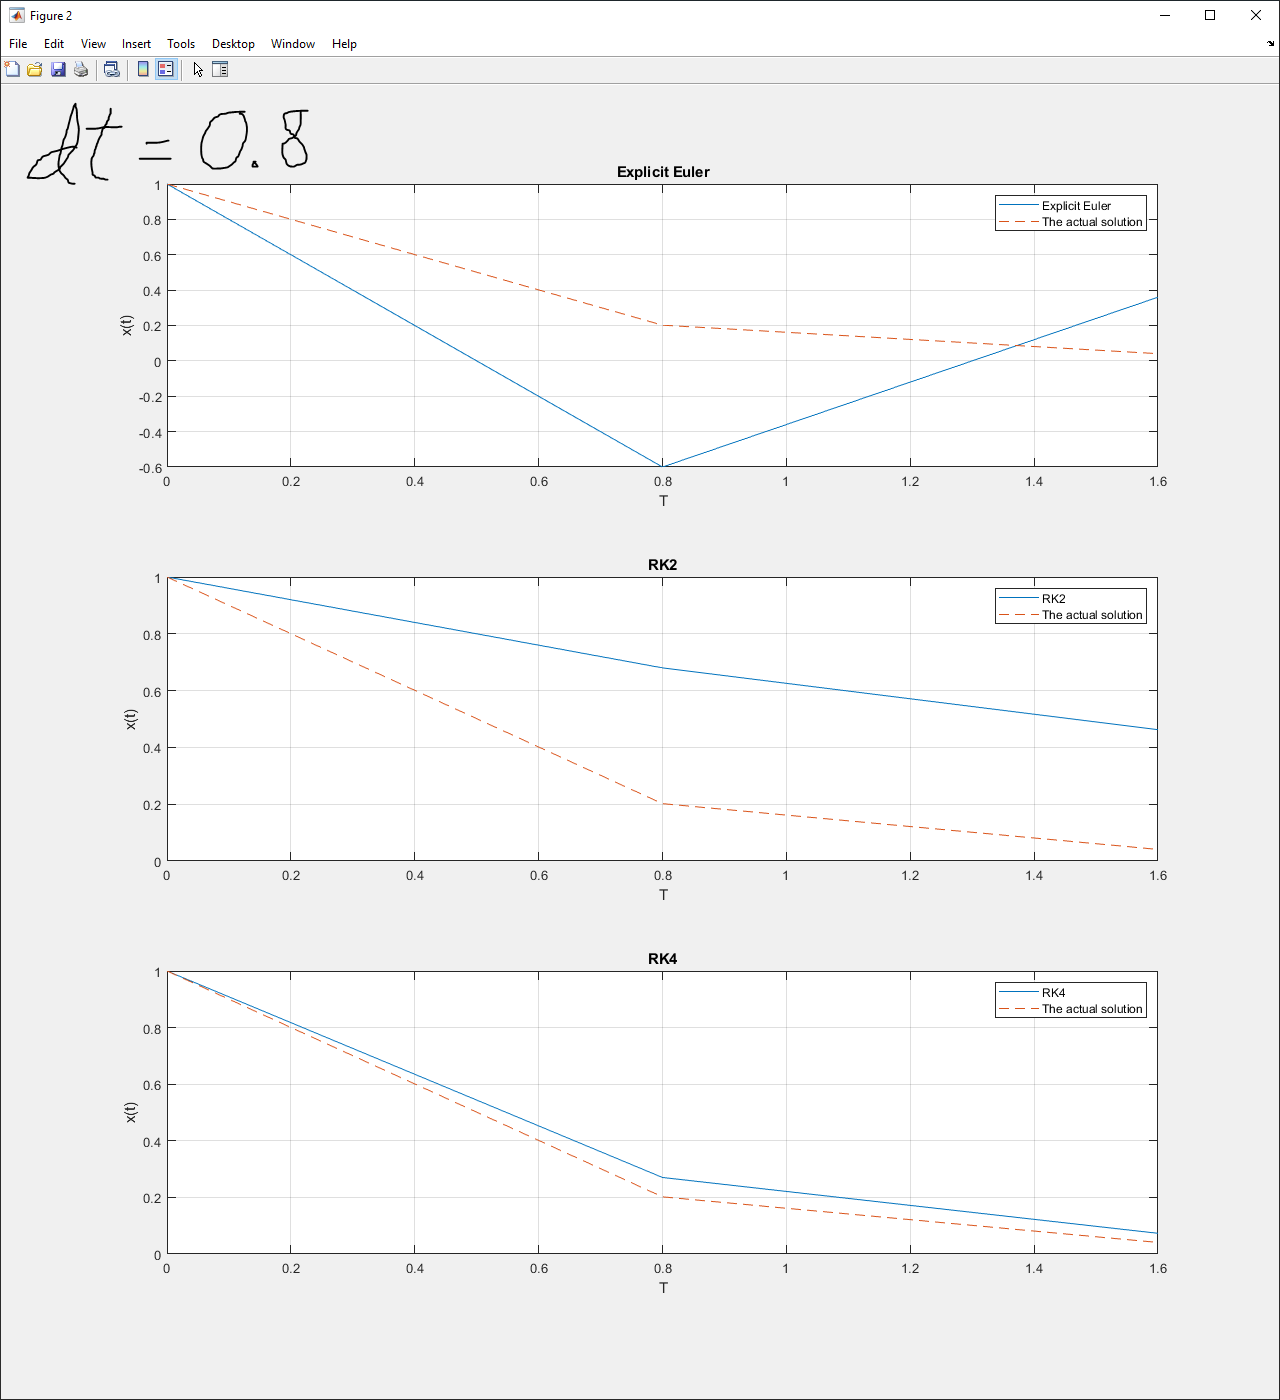 Figure 2
File Edit View Insert Tools Desktop Window Help
dt = 0.8
Explicit Euler
1
0.8
0.6
0.4
0.2
0
-0.2
-0.4
-0.6
x(t)
Explicit Euler
The actual solution
0 0.2 0.4 0.6 0.8 1 1.2 1.4 1.6
T
RK2
1
0.8
0.6
0.4
0.2
0
x(t)
RK2
The actual solution
0 0.2 0.4 0.6 0.8 1 1.2 1.4 1.6
T
RK4
1
0.8
0.6
0.4
0.2
0
x(t)
RK4
The actual solution
0 0.2 0.4 0.6 0.8 1 1.2 1.4 1.6
T